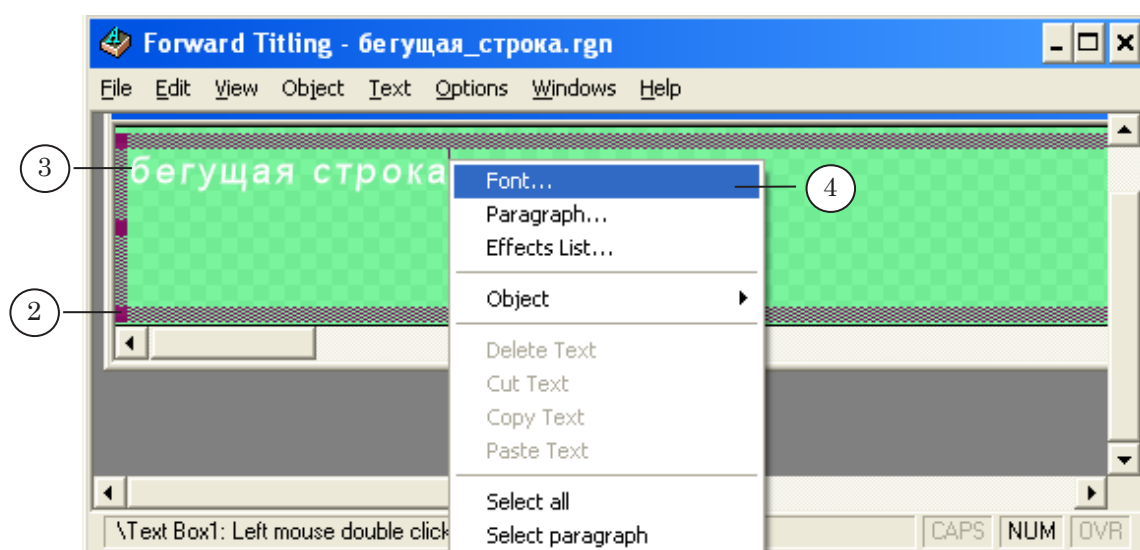 Forward Titling - бегущая_строка.rgn
File Edit View Object Text Options Windows Help
3
бегущая строка
Font...
4
Paragraph...
Effects List...
Object
2
Delete Text
Cut Text
Copy Text
Paste Text
Select all
\Text Box1: Left mouse double click
Select paragraph
CAPS NUM OVR